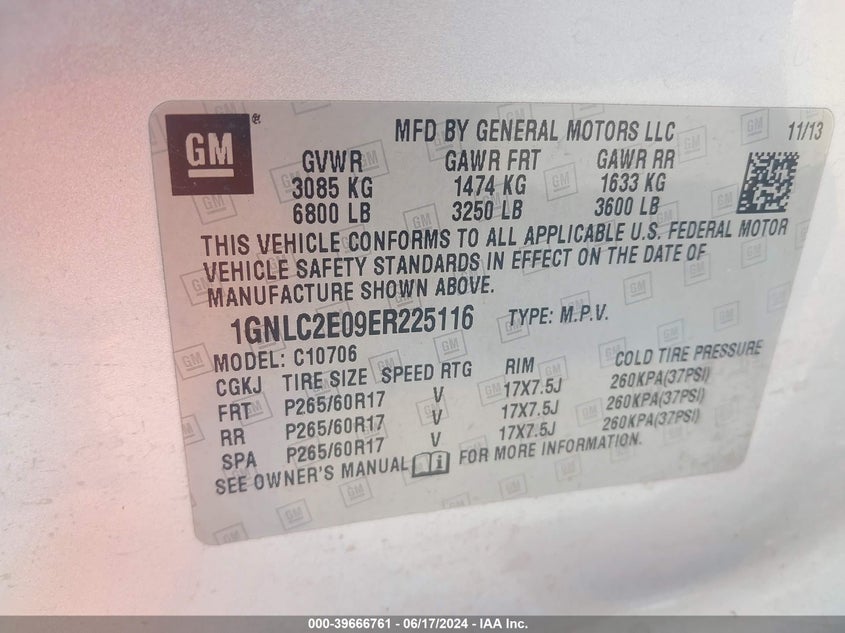 GM ® MFD BY GENERAL MOTORS LLC 11/13
GVWR GAWR FRT GAWR RR
3085 KG 1474 KG 1633 KG
6800 LB 3250 LB 3600 LB
THIS VEHICLE CONFORMS TO ALL APPLICABLE U.S. FEDERAL MOTOR
VEHICLE SAFETY STANDARDS IN EFFECT ON THE DATE OF
MANUFACTURE SHOWN ABOVE.
1GNLC2E09ER225116 TYPE: M.P.V.
MODEL: C10706
CGKJ TIRE SIZE SPEED RTG RIM COLD TIRE PRESSURE
FRT P265/60R17 V 17X7.5J 260KPA(37PSI)
RR P265/60R17 V 17X7.5J 260KPA(37PSI)
SPA P265/60R17 V 17X7.5J 260KPA(37PSI)
SEE OWNER'S MANUAL FOR MORE INFORMATION.
000-39666761 - 06/17/2024 - IAA Inc.